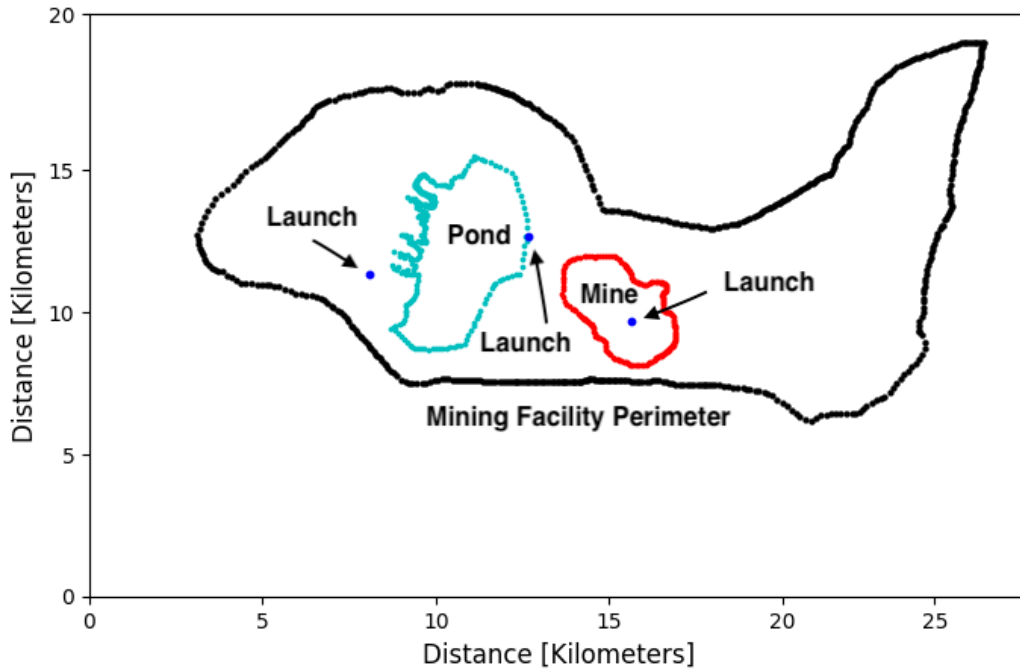 20
15
10
5
0
Distance [Kilometers]
Launch
Pond
Launch
Mine
Launch
Mining Facility Perimeter
0 5 10 15 20 25
Distance [Kilometers]